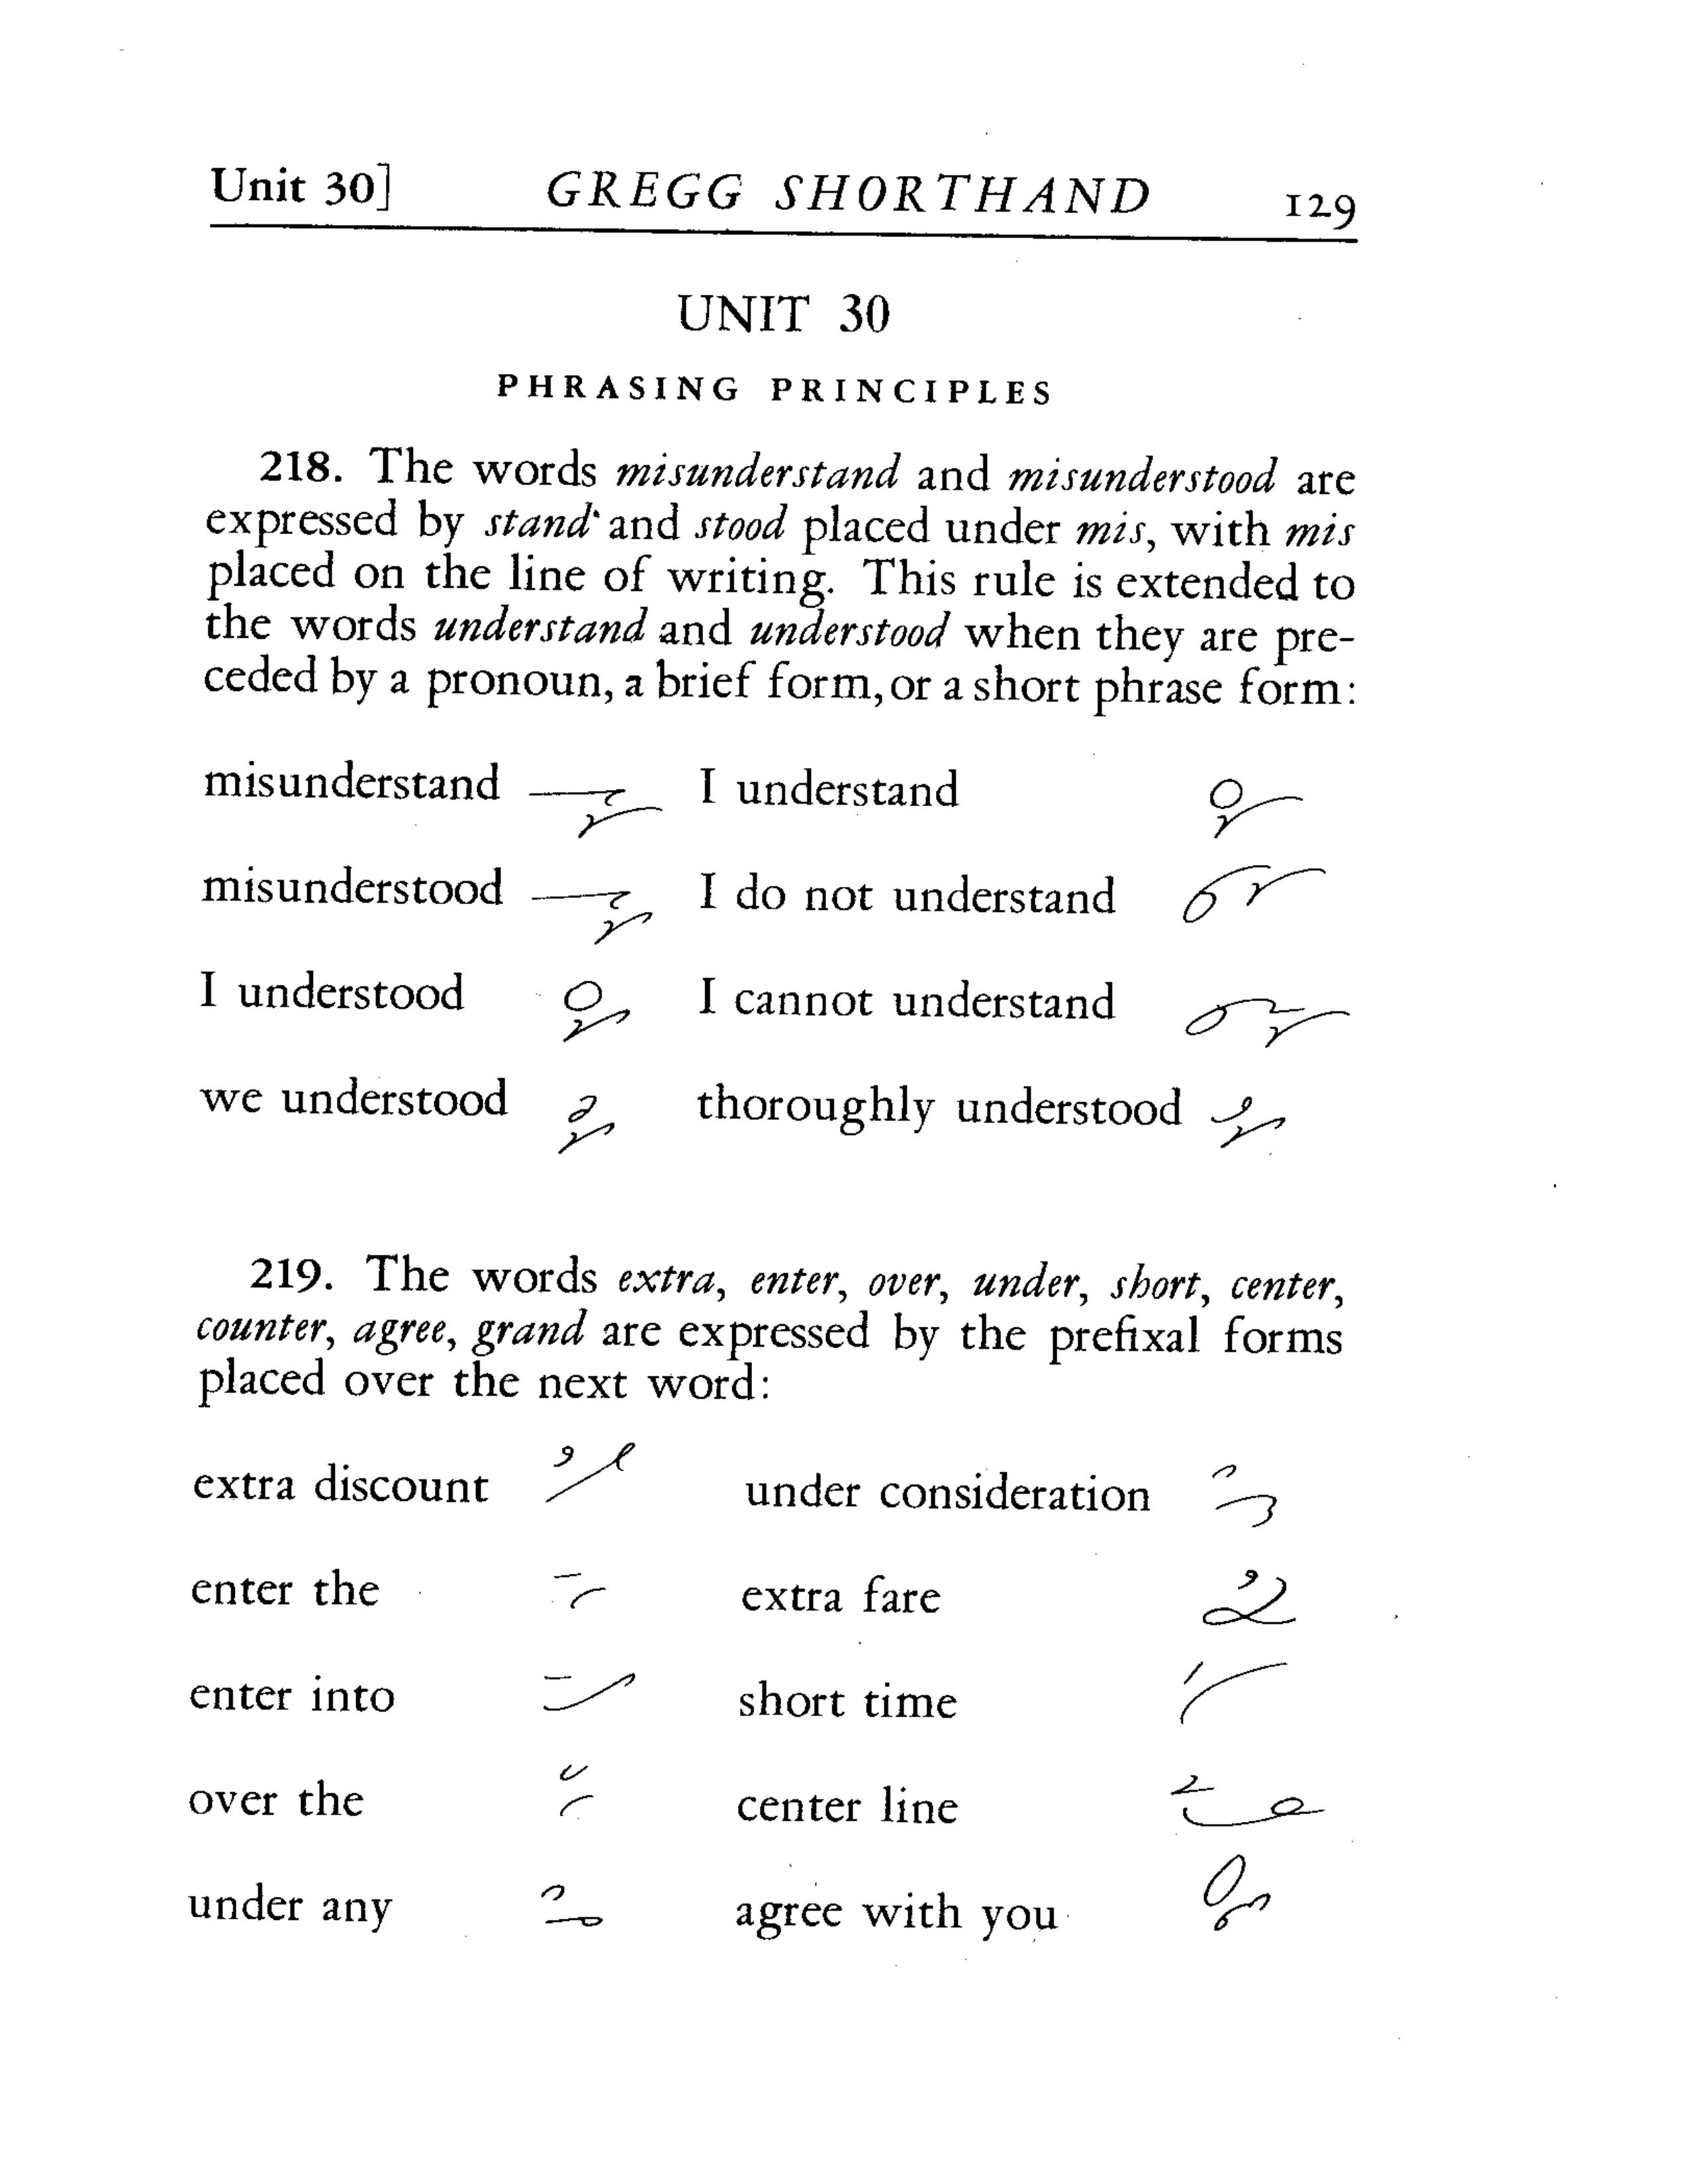 Unit 30] GREGG SHORTHAND 129
UNIT 30
PHRASING PRINCIPLES
218. The words misunderstand and misunderstood are
expressed by stand and stood placed under mis, with mis
placed on the line of writing. This rule is extended to
the words understand and understood when they are pre-
ceded by a pronoun, a brief form, or a short phrase form:
misunderstand I understand
misunderstood I do not understand
I understood I cannot understand
we understood thoroughly understood
219. The words extra, enter, over, under, short, center,
counter, agree, grand are expressed by the prefixal forms
placed over the next word:
extra discount under consideration
enter the extra fare
enter into short time
over the center line
under any agree with you